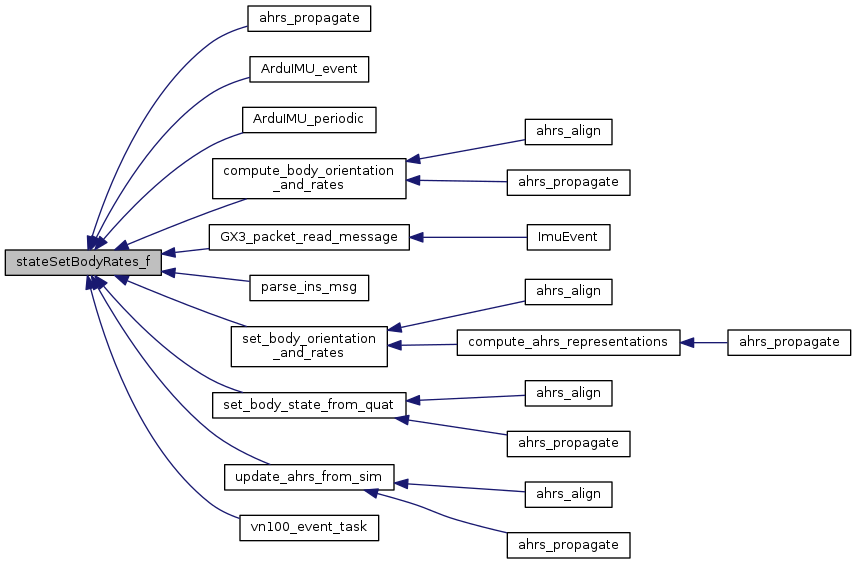 ahrs_propagate
ArduIMU_event
ArduIMU_periodic
ahrs_align
compute_body_orientation
_and_rates
ahrs_propagate
GX3_packet_read_message
ImuEvent
stateSetBodyRates_f
parse_ins_msg
ahrs_align
set_body_orientation
_and_rates
compute_ahrs_representations
ahrs_propagate
ahrs_align
set_body_state_from_quat
ahrs_propagate
update_ahrs_from_sim
ahrs_align
vn100_event_task
ahrs_propagate